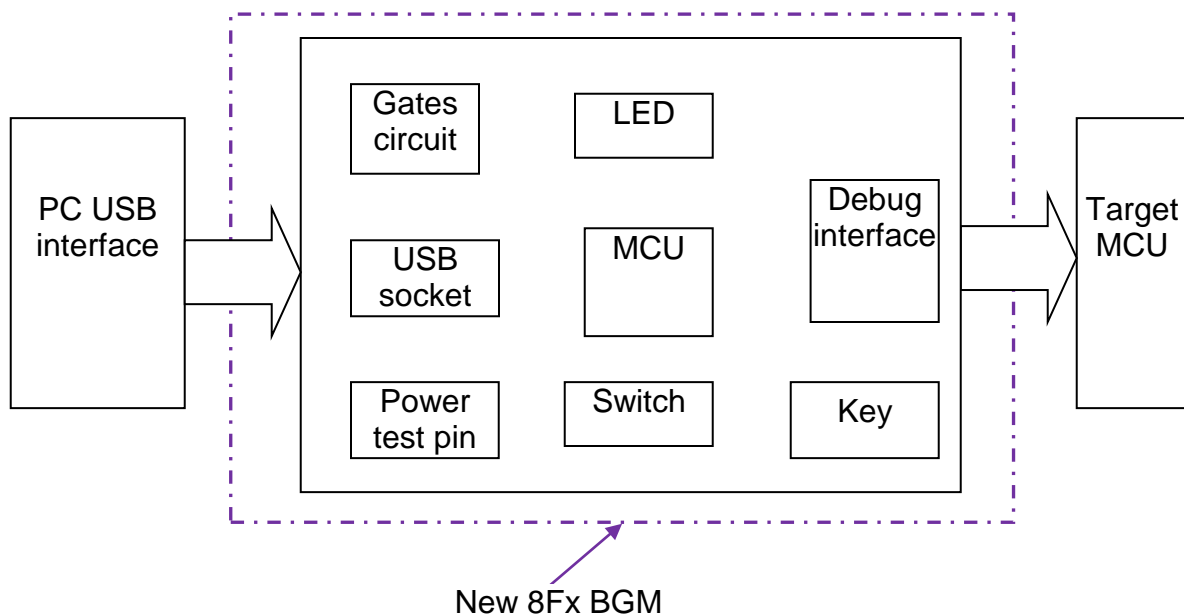 PC USB
interface
Gates
circuit
LED
USB
socket
MCU
Debug
interface
Power
test pin
Switch
Key
Target
MCU
New 8Fx BGM